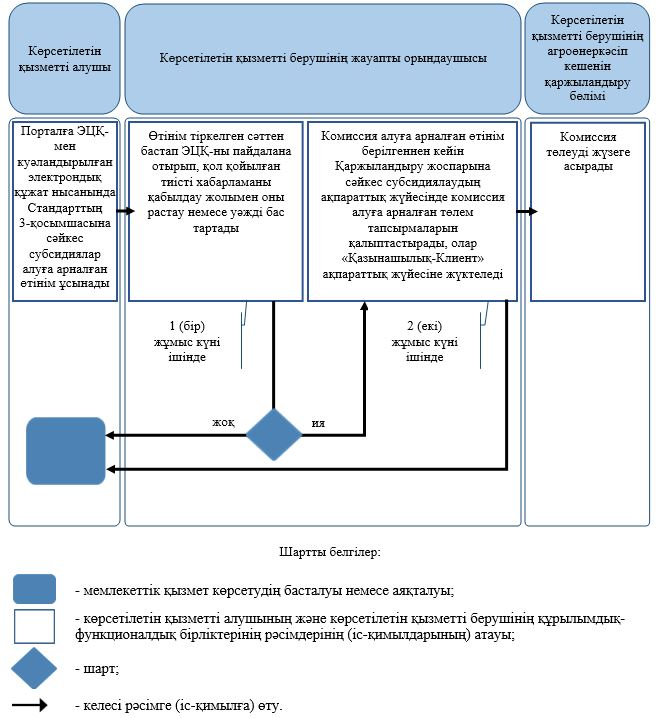 Көрсетілетін
қызметті алушы
Көрсетілетін қызметті берушінің жауапты орындаушысы
Көрсетілетін
қызметті берушінің
агроөнеркәсіп
кешенін
қаржыландыру
бөлімі
Порталға ЭЦҚ-
мен
куәландырылған
электрондық
құжат нысанында
Стандарттың
3-қосымшасына
сәйкес
субсидиялар
алуға арналған
өтінім ұсынады
Өтінім тіркелген сәттен
бастап ЭЦҚ-ны пайдалана
отырып, қол қойылған
тиісті хабарламаны
қабылдау жолымен оны
растау немесе уәжді бас
тартады
Комиссия алуға арналған өтінім
берілгеннен кейін
Қаржыландыру жоспарына
сәйкес субсидиялаудың
ақпараттық жүйесінде комиссия
алуға арналған төлем
тапсырмаларын
қалыптастырады, олар
«Қазынашылық-Клиент»
ақпараттық жүйесіне жүктеледі
Комиссия
төлеуді жүзеге
асырады
1 (бір)
жұмыс күні
ішінде
2 (екі)
жұмыс күні
ішінде
жоқ
ия
Шартты белгілер:
- мемлекеттік қызмет көрсетудің басталуы немесе аяқталуы;
- көрсетілетін қызметті алушының және көрсетілетін қызметті берушінің құрылымдық-
функционалдық бірліктерінің рәсімдерінің (іс-қимылдарының) атауы;
- шарт;
- келесі рәсімге (іс-қимылға) өту.